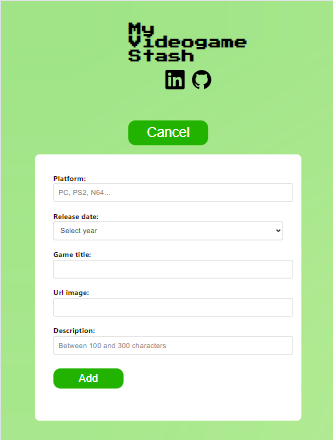 My
Videogame
Stash
in
Cancel
Platform:
PC, PS2, N64...
Release date:
Select year
Game title:
Url image:
Description:
Between 100 and 300 characters
Add